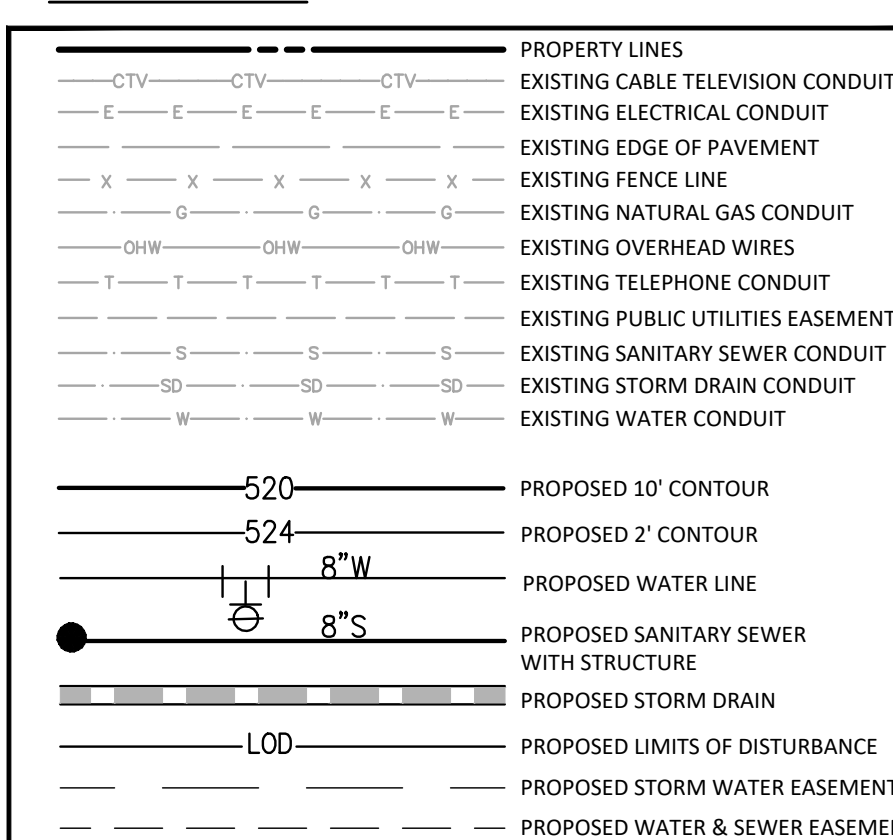 PROPERTY LINES
CTV CTV CTV EXISTING CABLE TELEVISION CONDUIT
E E E E E E EXISTING ELECTRICAL CONDUIT
EXISTING EDGE OF PAVEMENT
X X X X X EXISTING FENCE LINE
G G G EXISTING NATURAL GAS CONDUIT
OHW OHW OHW EXISTING OVERHEAD WIRES
T T T T T T EXISTING TELEPHONE CONDUIT
EXISTING PUBLIC UTILITIES EASEMENT
S S S EXISTING SANITARY SEWER CONDUIT
SD SD SD EXISTING STORM DRAIN CONDUIT
W W W EXISTING WATER CONDUIT
520 PROPOSED 10' CONTOUR
524 PROPOSED 2' CONTOUR
8"W PROPOSED WATER LINE
8"S PROPOSED SANITARY SEWER
WITH STRUCTURE
PROPOSED STORM DRAIN
LOD PROPOSED LIMITS OF DISTURBANCE
PROPOSED STORM WATER EASEMENT
PROPOSED WATER & SEWER EASEME